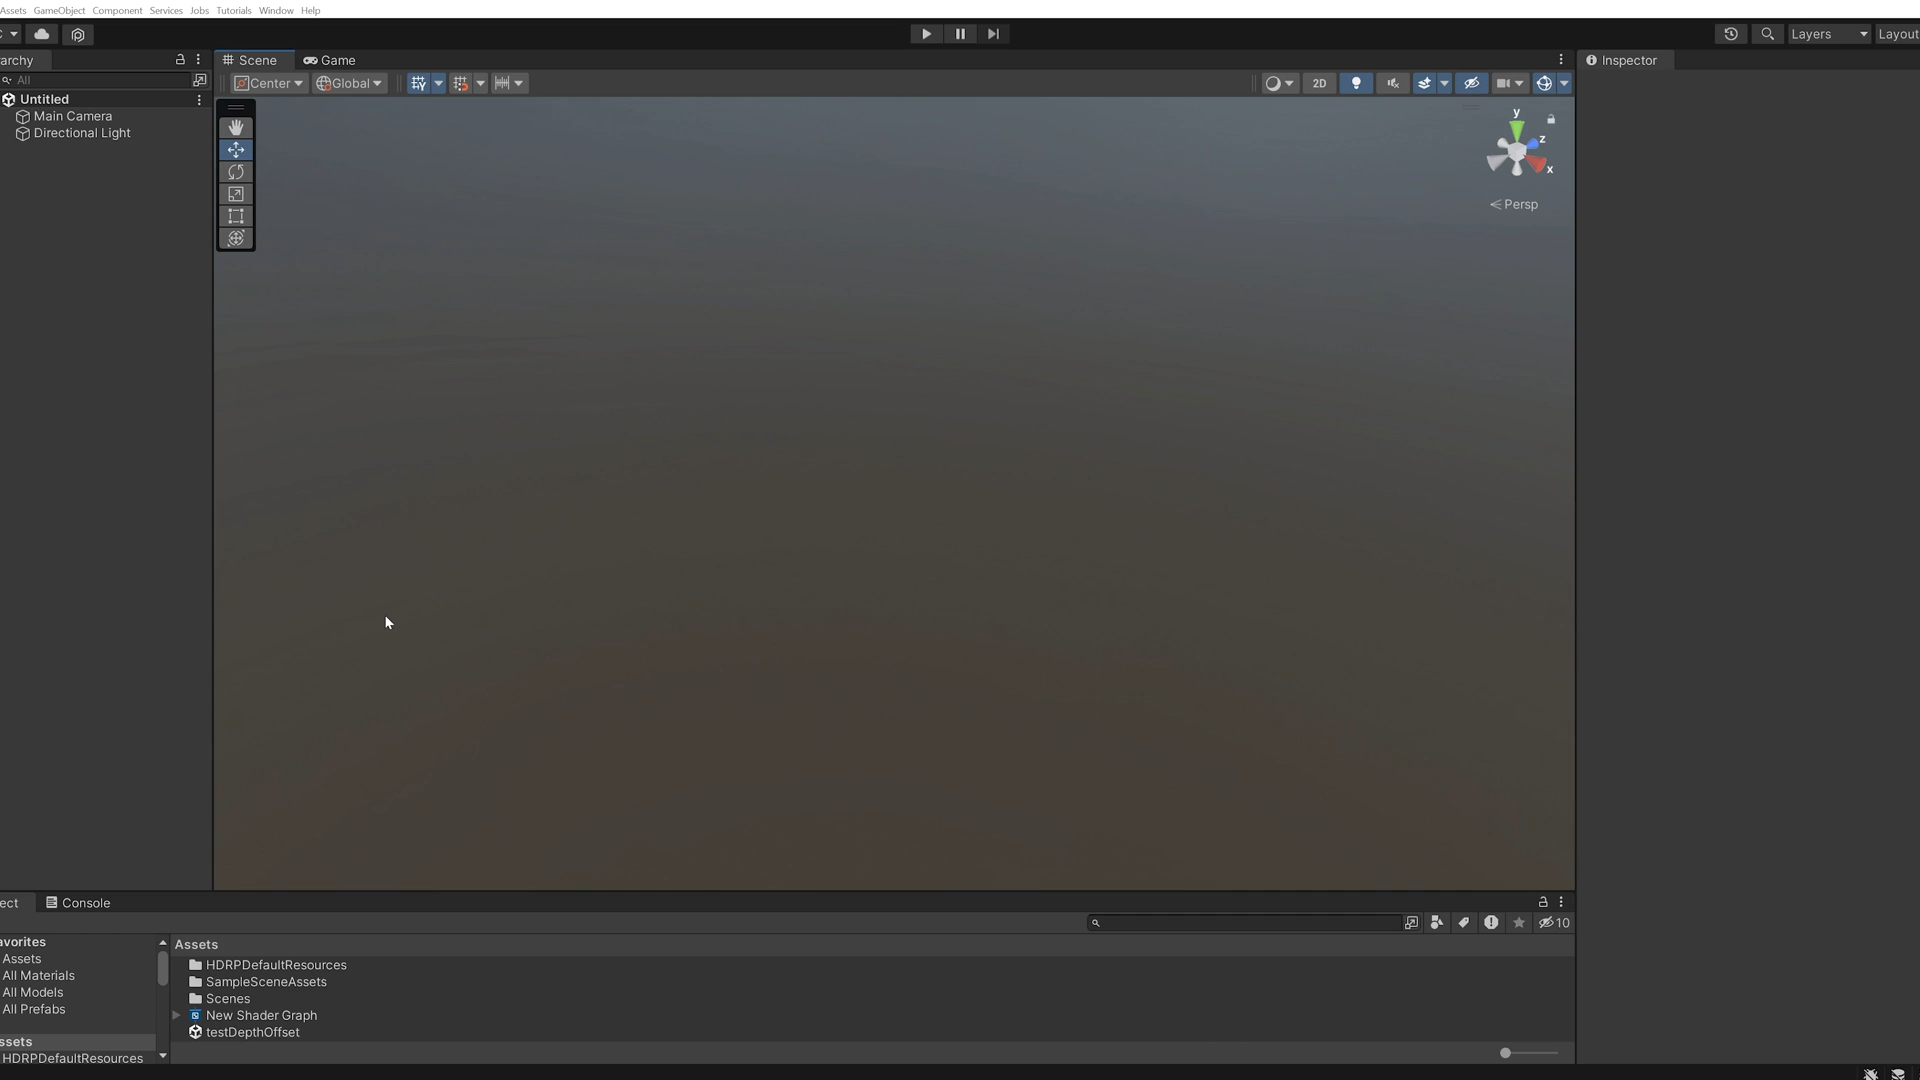 Assets GameObject Component Services Jobs Tutorials Window Help
Layers
Layout
archy
Scene
Game
Inspector
All
Center
Global
2D
Untitled
Main Camera
Directional Light
y
z
x
Persp
ect
Console
10
avorites
Assets
All Materials
All Models
All Prefabs
ssets
HDRPDefaultResources
Assets
HDRPDefaultResources
SampleSceneAssets
Scenes
New Shader Graph
testDepthOffset